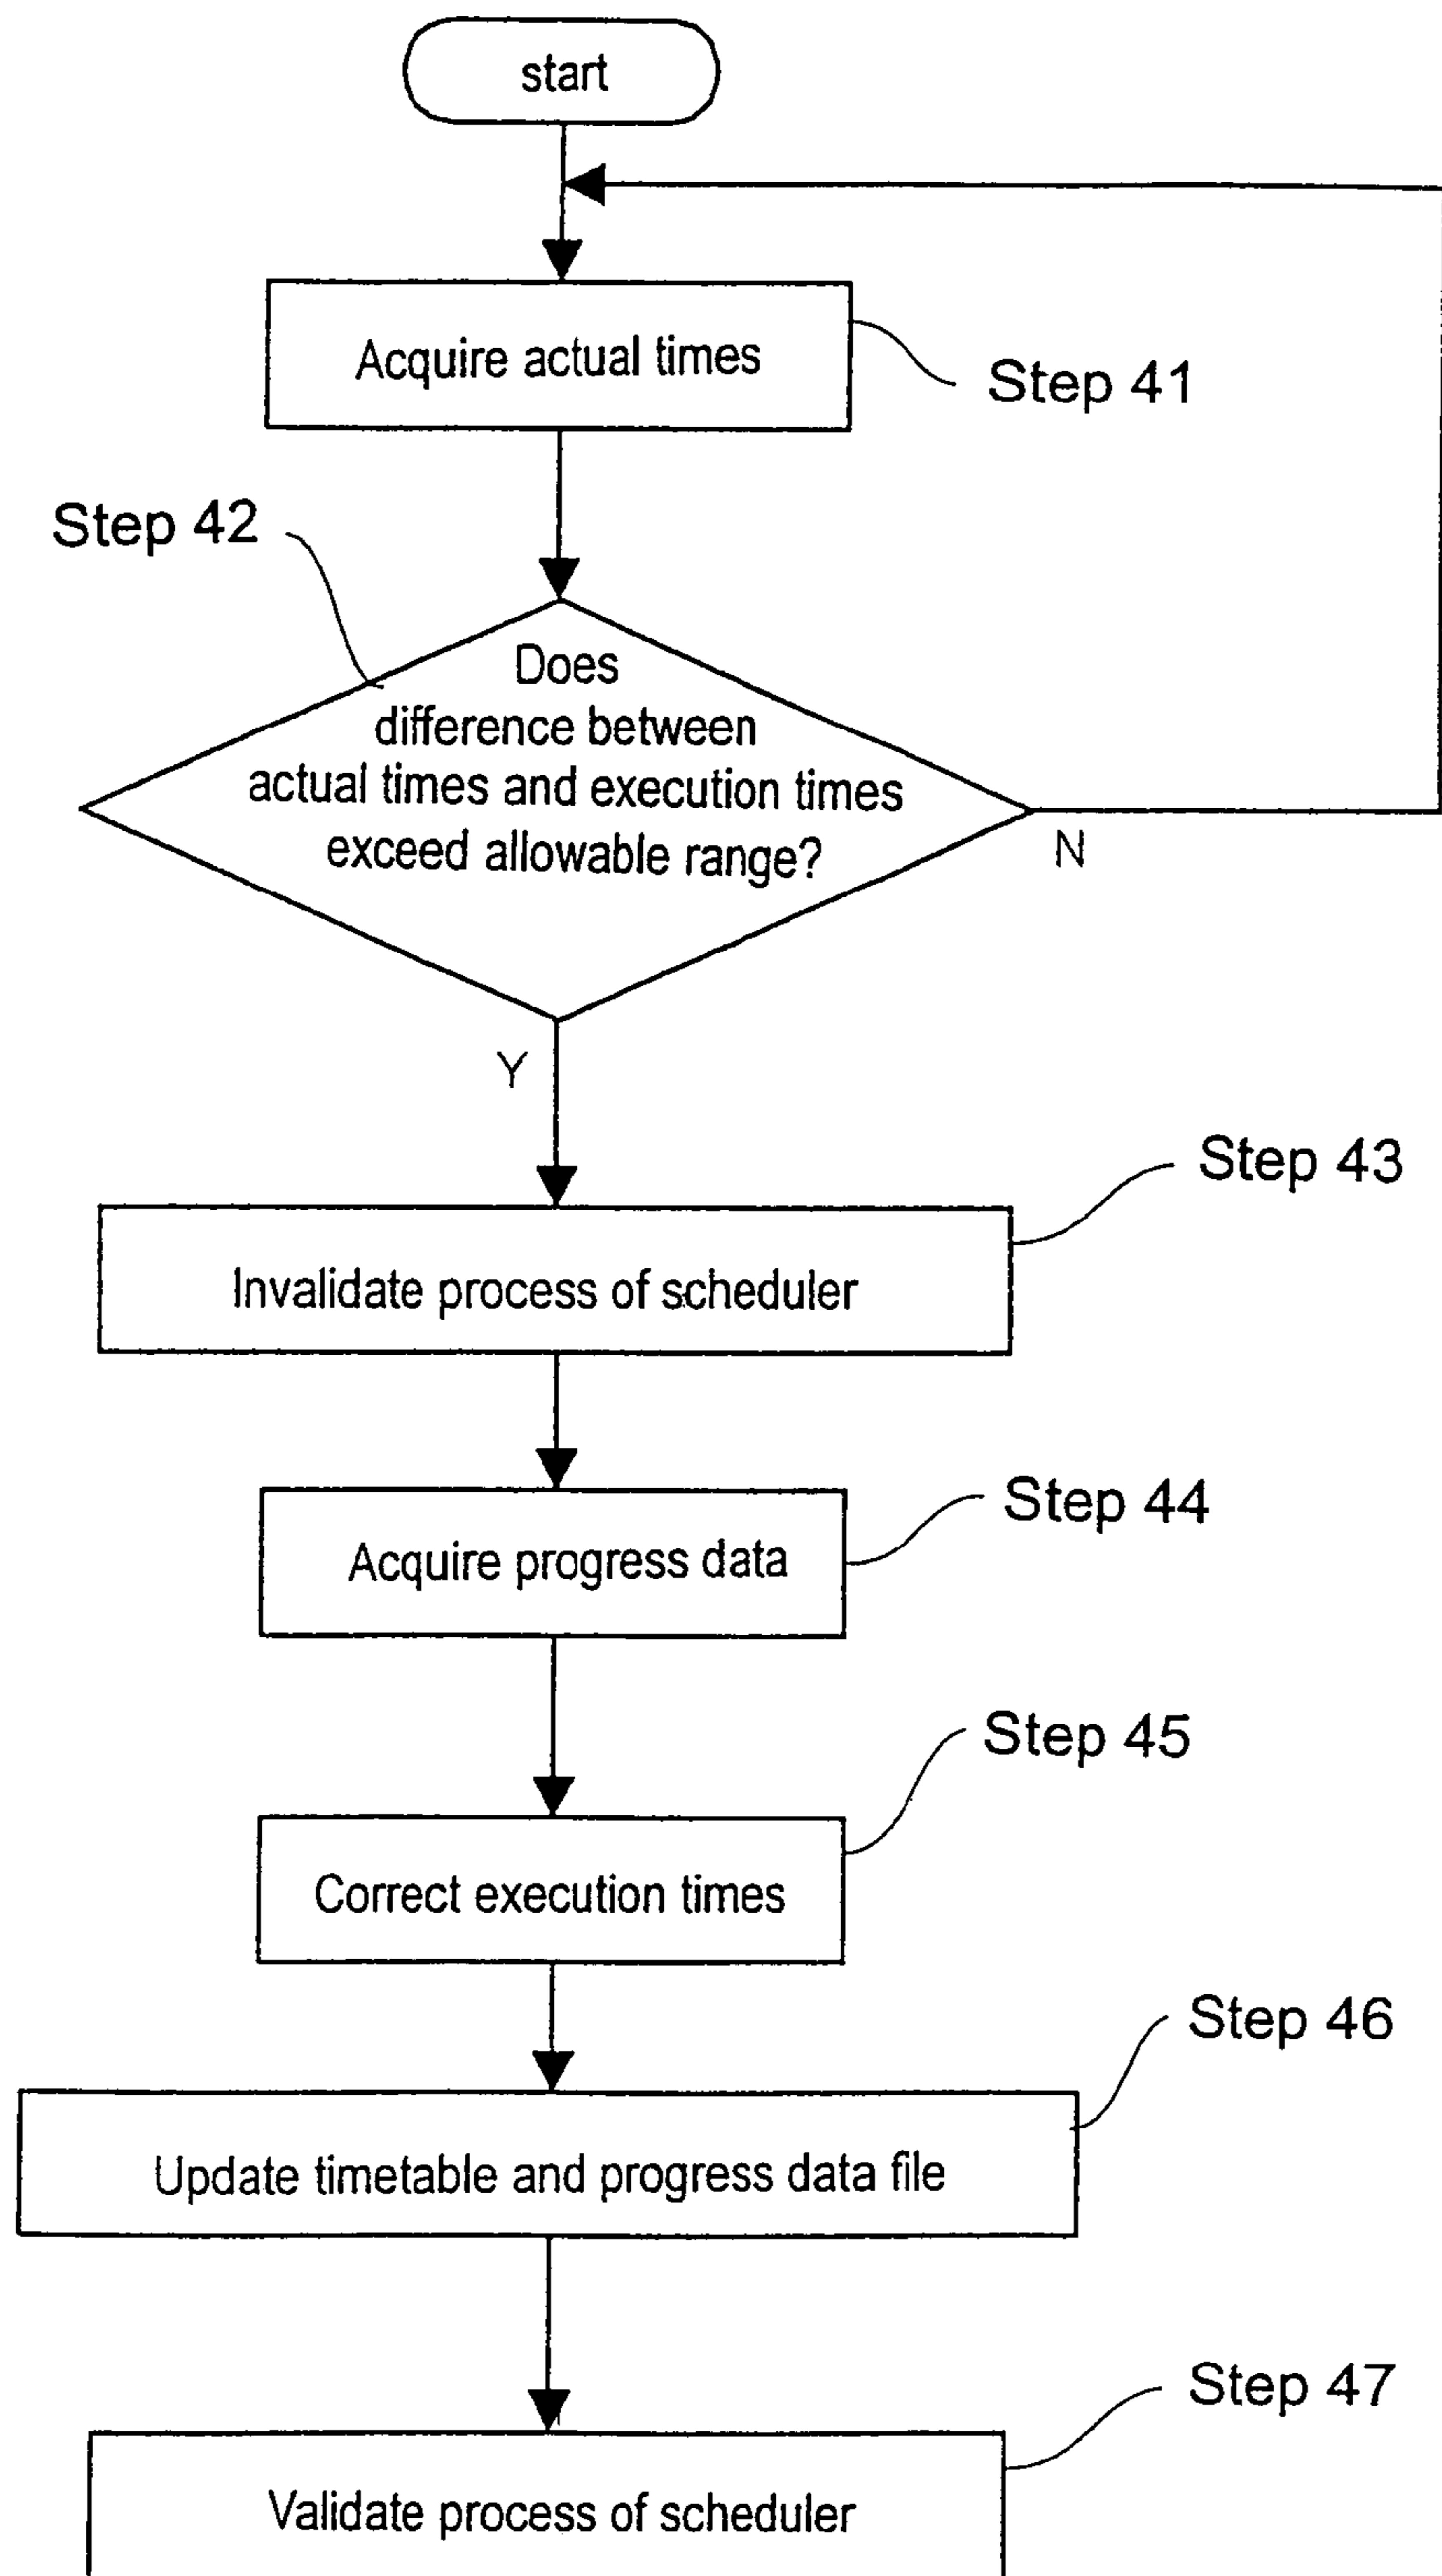 start
Acquire actual times
Step 41
Step 42
Does
difference between
actual times and execution times
exceed allowable range?
N
Y
Step 43
Invalidate process of scheduler
Step 44
Acquire progress data
Step 45
Correct execution times
Step 46
Update timetable and progress data file
Step 47
Validate process of scheduler